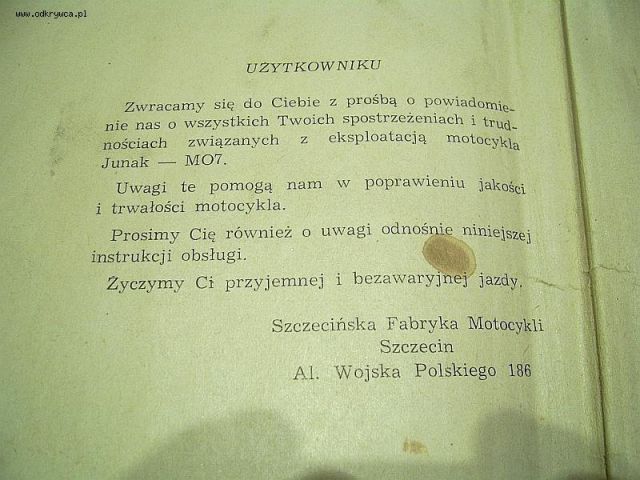 www.odkrywca.pl
UŻYTKOWNIKU
Zwracamy się do Ciebie z prośbą o powiadomie-
nie nas o wszystkich Twoich spostrzeżeniach i trud-
nościach związanych z eksploatacją motocykla
Junak — MO7.
Uwagi te pomogą nam w poprawieniu jakości
i trwałości motocykla.
Prosimy Cię również o uwagi odnośnie niniejszej
instrukcji obsługi.
Życzymy Ci przyjemnej i bezawaryjnej jazdy.
Szczecińska Fabryka Motocykli
Szczecin
Al. Wojska Polskiego 186